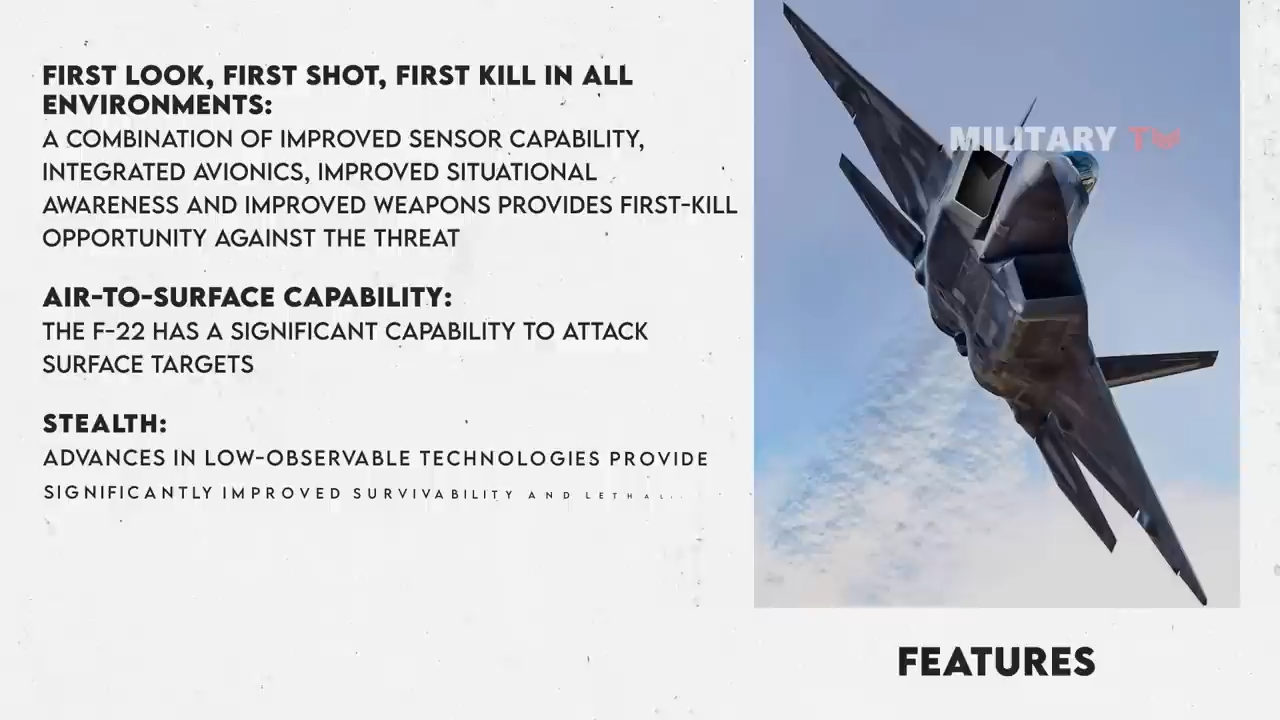 FIRST LOOK, FIRST SHOT, FIRST KILL IN ALL
ENVIRONMENTS:
A COMBINATION OF IMPROVED SENSOR CAPABILITY,
INTEGRATED AVIONICS, IMPROVED SITUATIONAL
AWARENESS AND IMPROVED WEAPONS PROVIDES FIRST-KILL
OPPORTUNITY AGAINST THE THREAT
AIR-TO-SURFACE CAPABILITY:
THE F-22 HAS A SIGNIFICANT CAPABILITY TO ATTACK
SURFACE TARGETS
STEALTH:
ADVANCES IN LOW-OBSERVABLE TECHNOLOGIES PROVIDE
SIGNIFICANTLY IMPROVED SURVIVABILITY AND
MILITARY TV
FEATURES